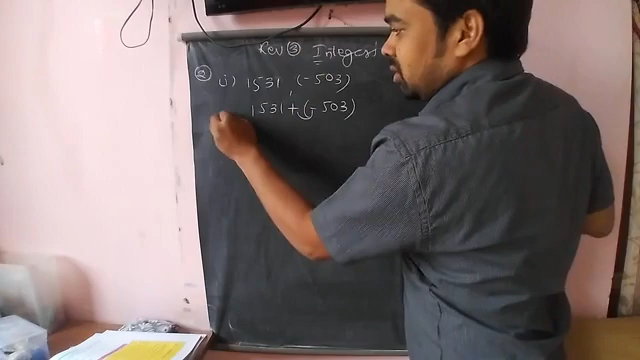 Rev ③ Integers
② i) 1531, (-503)
1531 + (-503)